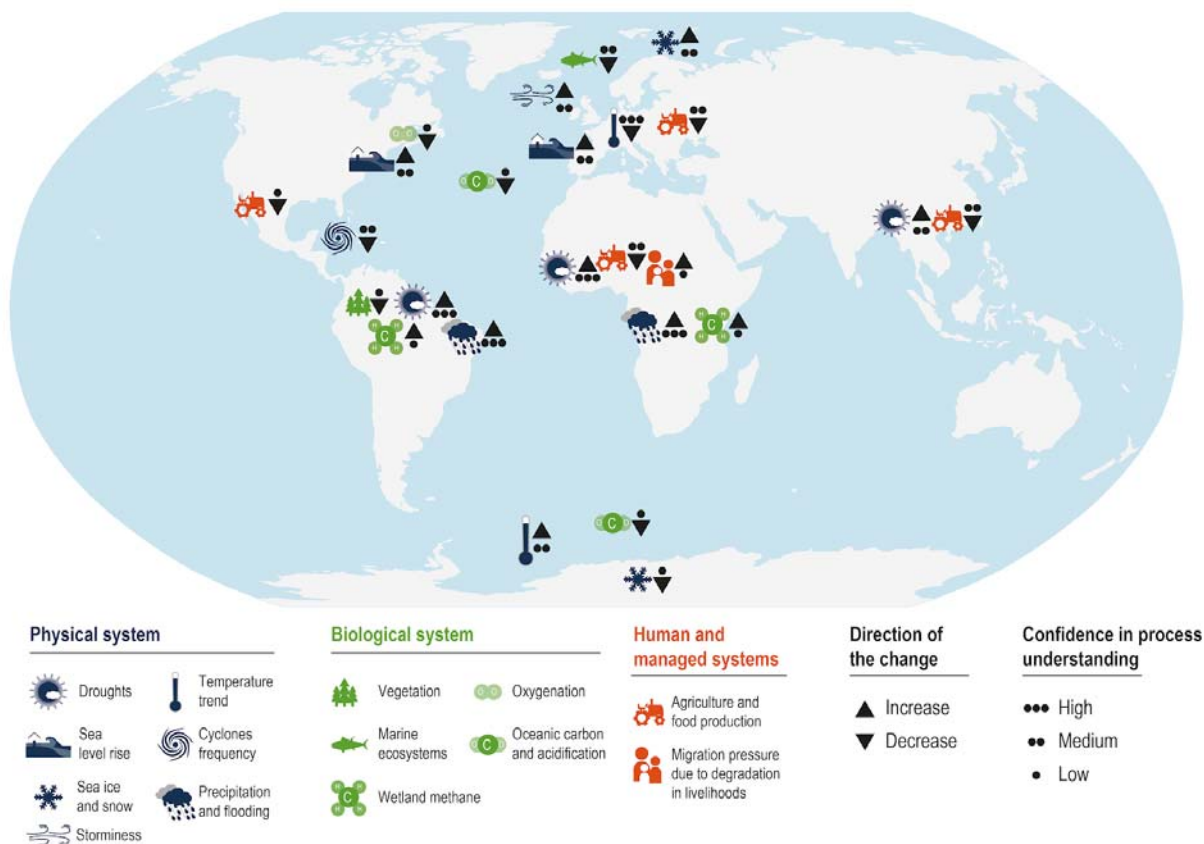 Physical system
Droughts
Temperature
trend
Sea
level rise
Cyclones
frequency
Sea ice
and snow
Precipitation
and flooding
Storminess
Biological system
Vegetation
Oxygenation
Marine
ecosystems
Oceanic carbon
and acidification
Wetland methane
Human and
managed systems
Agriculture and
food production
Migration pressure
due to degradation
in livelihoods
Direction of
the change
Increase
Decrease
Confidence in process
understanding
High
Medium
Low